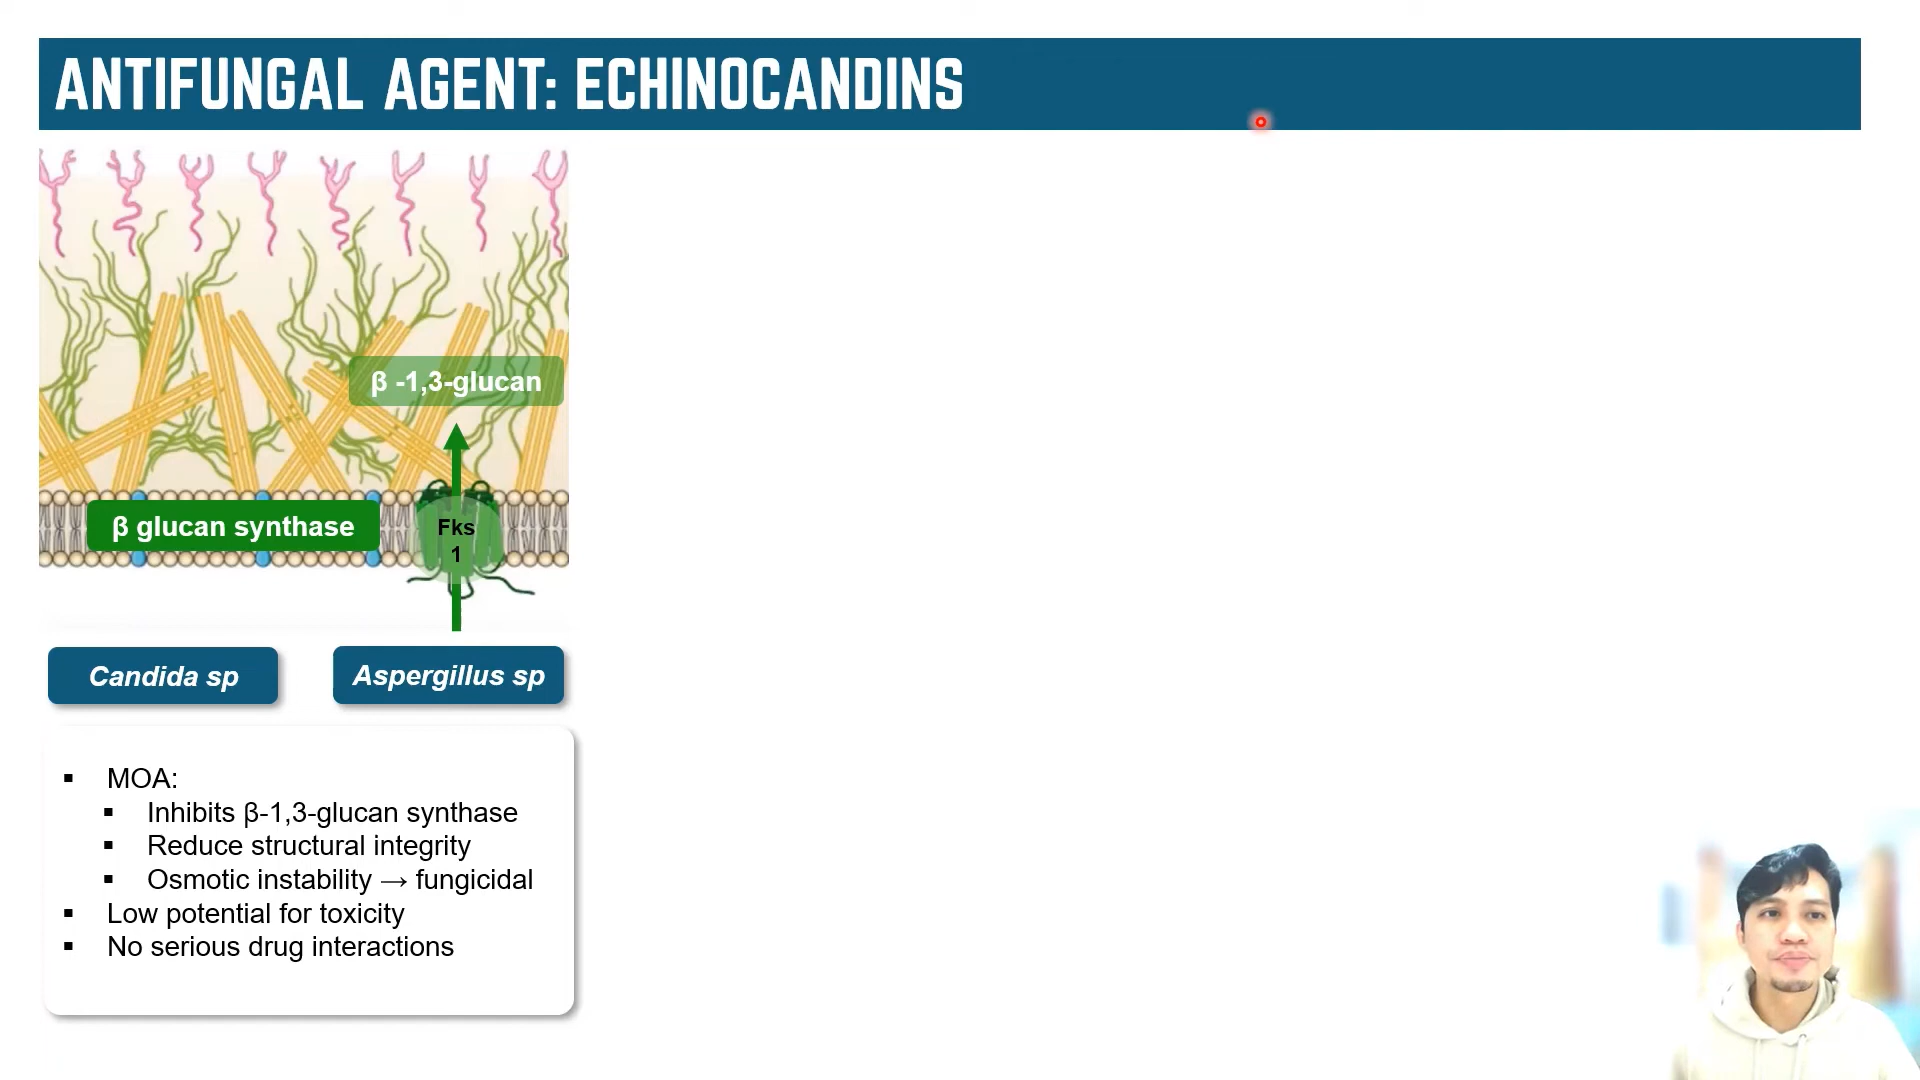 ANTIFUNGAL AGENT: ECHINOCANDINS
β -1,3-glucan
β glucan synthase
Fks
1
Candida sp
Aspergillus sp
▪ MOA:
▪ Inhibits β-1,3-glucan synthase
▪ Reduce structural integrity
▪ Osmotic instability → fungicidal
▪ Low potential for toxicity
▪ No serious drug interactions